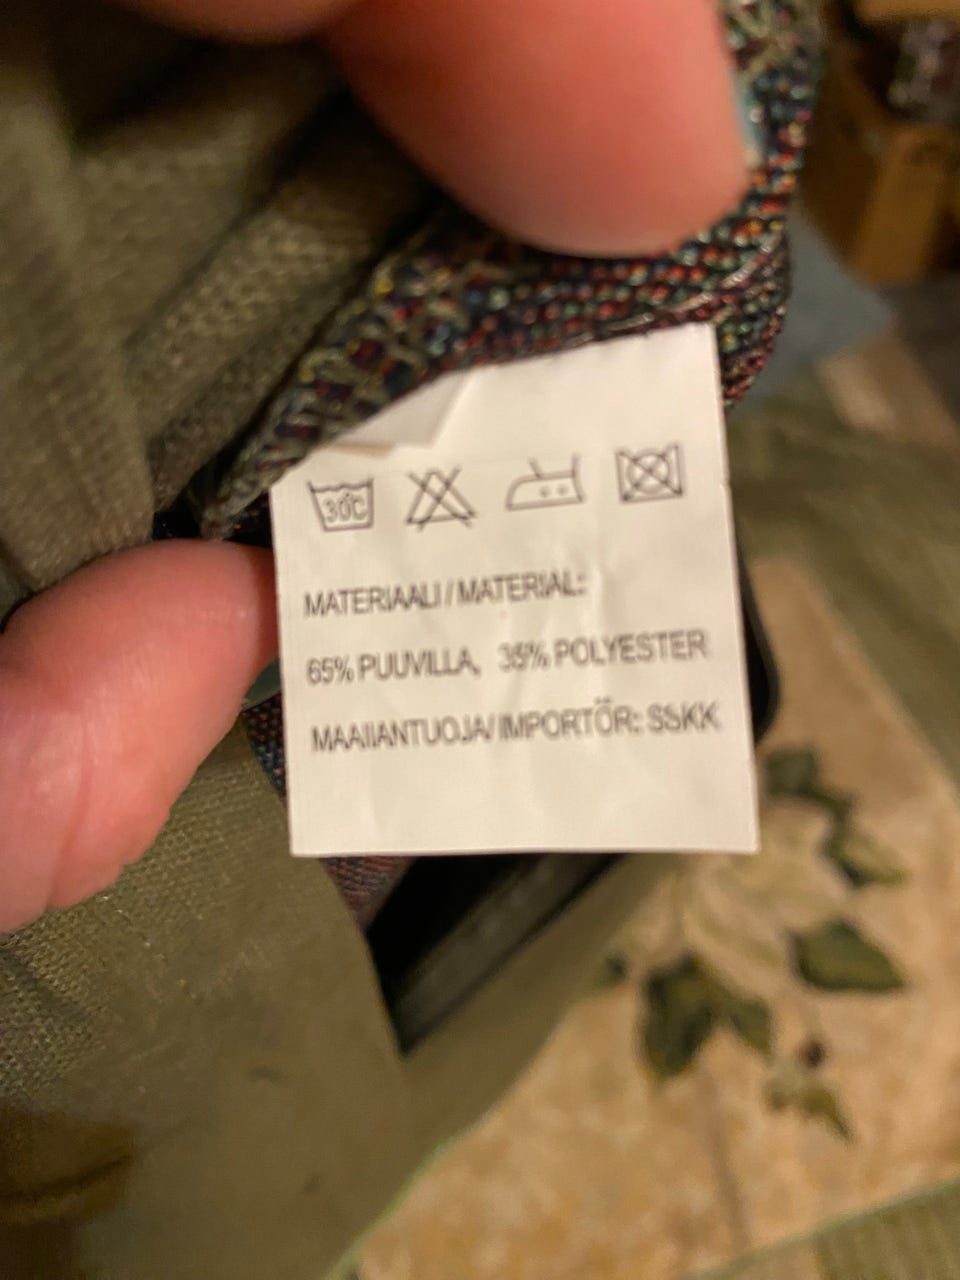 30C
MATERIAALI / MATERIAL:
65% PUUVILLA, 35% POLYESTER
MAAHANTUOJA/ IMPORTÖR: SSKK